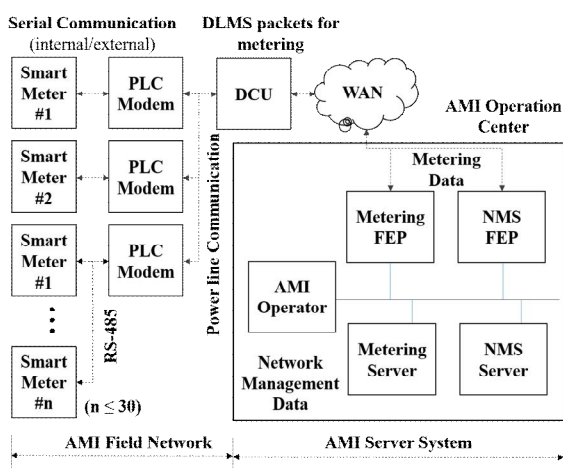 Serial Communication
(internal/external)
DLMS packets for
metering
Smart
Meter
#1
PLC
Modem
DCU
WAN
AMI Operation
Center
Smart
Meter
#2
PLC
Modem
Power line Communication
Metering
Data
Metering
FEP
NMS
FEP
Smart
Meter
#1
PLC
Modem
RS-485
AMI
Operator
Metering
Server
NMS
Server
Network
Management
Data
Smart
Meter
#n
(n ≤ 30)
AMI Field Network
AMI Server System